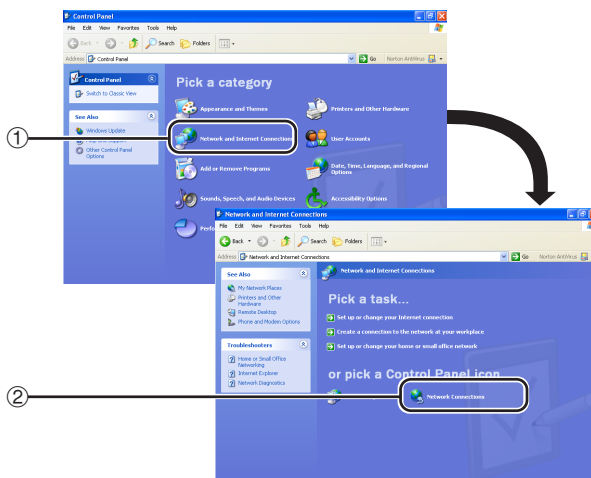 Control Panel
File Edit View Favorites Tools Help
Back Search Folders
Address Control Panel Go Norton AntiVirus
Control Panel
Switch to Classic View
See Also
Windows Update
Help and Support
Other Control Panel
Options
Pick a category
Appearance and Themes
Printers and Other Hardware
① Network and Internet Connections
User Accounts
Add or Remove Programs
Date, Time, Language, and Regional
Options
Sounds, Speech, and Audio Devices
Accessibility Options
Perfo
Network and Internet Connections
File Edit View Favorites Tools Help
Back Search Folders
Address Network and Internet Connections Go Norton AntiVirus
See Also
My Network Places
Printers and Other
Hardware
Remote Desktop
Phone and Modem Options
Troubleshooters
Home or Small Office
Networking
Internet Explorer
Network Diagnostics
Network and Internet Connections
Pick a task...
Set up or change your Internet connection
Create a connection to the network at your workplace
Set up or change your home or small office network
or pick a Control Panel icon
② Network Connections